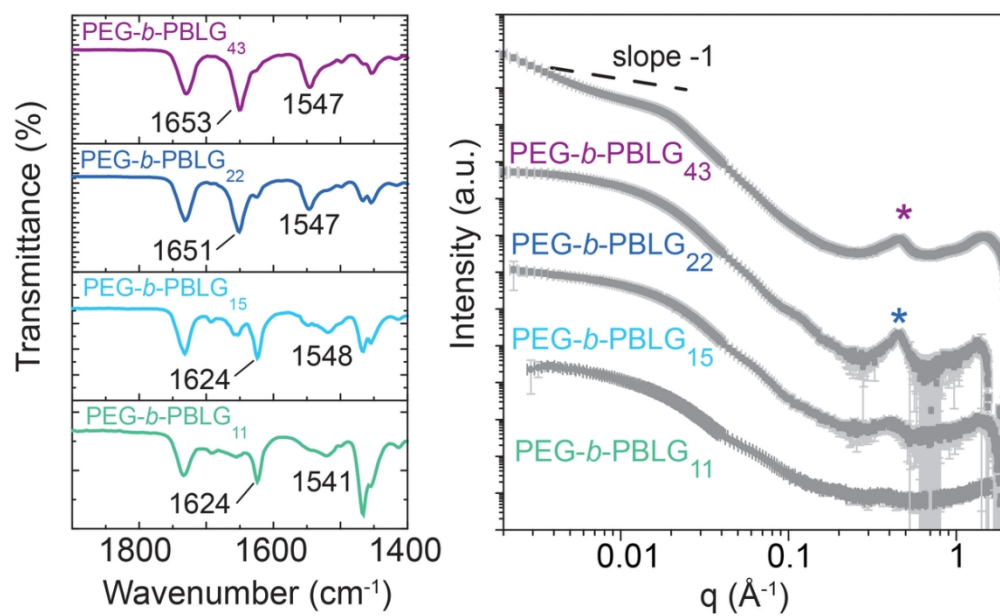 Transmittance (%)
PEG-b-PBLG43
1653
1547
PEG-b-PBLG22
1651
1547
PEG-b-PBLG15
1624
1548
PEG-b-PBLG11
1624
1541
1800
1600
1400
Wavenumber (cm-1)
Intensity (a.u.)
slope -1
PEG-b-PBLG43
*
PEG-b-PBLG22
*
PEG-b-PBLG15
PEG-b-PBLG11
0.01
0.1
1
q (Å-1)